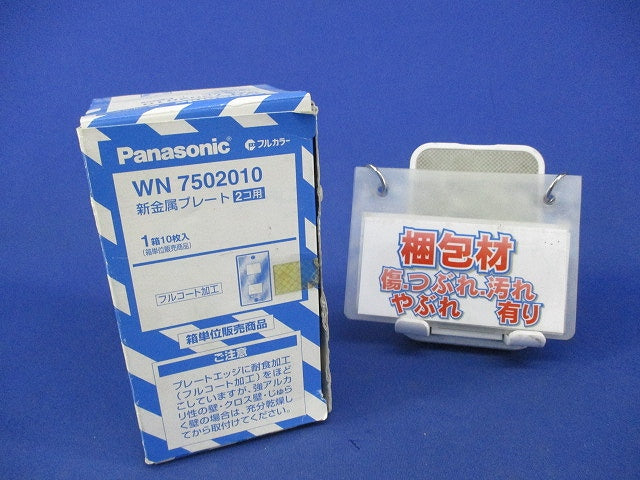 Panasonic® フルカラー
WN 7502010
新金属プレート 2コ用
1箱10枚入
(箱単位販売商品)
フルコート加工
箱単位販売商品
ご注意
プレートエッジに耐食加工
(フルコート加工)をほど
こしていますが、強アルカ
リ性の壁・クロス壁・じゅら
く壁の場合は、充分乾燥し
てから取付けてください。
梱包材
傷・つぶれ・汚れ
やぶれ 有り